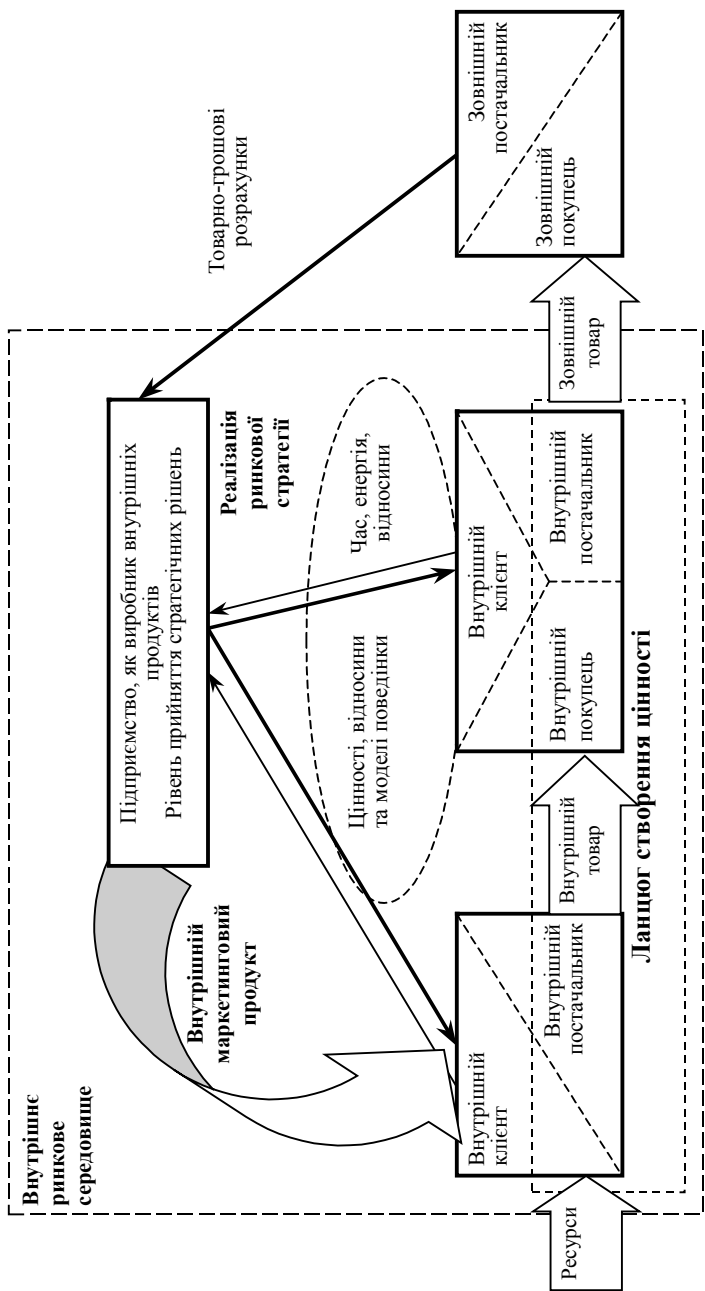 Внутрішнє
ринкове
середовище
Підприємство, як виробник внутрішніх
продуктів
Рівень прийняття стратегічних рішень
Товарно-грошові
розрахунки
Внутрішній
маркетинговий
продукт
Реалізація
ринкової
стратегії
Цінності, відносини
та моделі поведінки
Час, енергія,
відносини
Ресурси
Внутрішній
клієнт
Внутрішній
постачальник
Внутрішній
товар
Внутрішній
клієнт
Внутрішній
покупець
Внутрішній
постачальник
Зовнішній
товар
Зовнішній
постачальник
Зовнішній
покупець
Ланцюг створення цінності